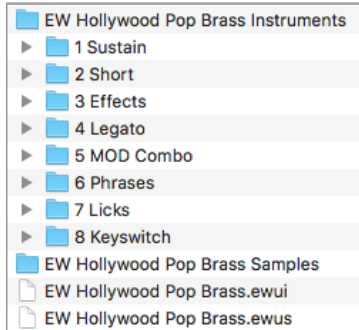 EW Hollywood Pop Brass Instruments
1 Sustain
2 Short
3 Effects
4 Legato
5 MOD Combo
6 Phrases
7 Licks
8 Keyswitch
EW Hollywood Pop Brass Samples
EW Hollywood Pop Brass.ewui
EW Hollywood Pop Brass.ewus